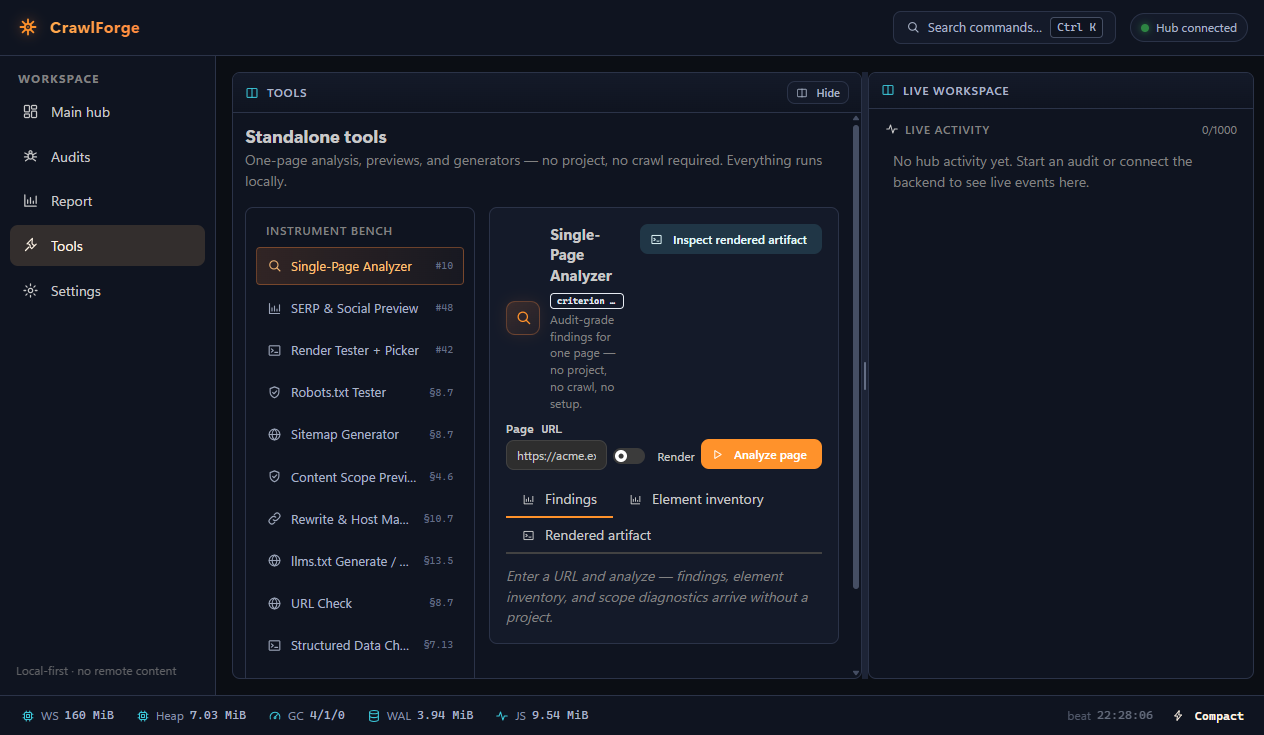 CrawlForge
Search commands... Ctrl K
Hub connected
WORKSPACE
Main hub
Audits
Report
Tools
Settings
Local-first · no remote content
TOOLS
Hide
Standalone tools
One-page analysis, previews, and generators — no project, no crawl required. Everything runs
locally.
INSTRUMENT BENCH
Single-Page Analyzer #10
SERP & Social Preview #48
Render Tester + Picker #42
Robots.txt Tester §8.7
Sitemap Generator §8.7
Content Scope Previ... §4.6
Rewrite & Host Ma... §10.7
llms.txt Generate / ... §13.5
URL Check §8.7
Structured Data Ch... §7.13
Single-
Page
Analyzer
criterion …
Audit-grade
findings for
one page —
no project,
no crawl, no
setup.
Inspect rendered artifact
Page URL
https://acme.ex
Render
Analyze page
Findings
Element inventory
Rendered artifact
Enter a URL and analyze — findings, element
inventory, and scope diagnostics arrive without a
project.
LIVE WORKSPACE
LIVE ACTIVITY 0/1000
No hub activity yet. Start an audit or connect the
backend to see live events here.
WS 160 MiB Heap 7.03 MiB GC 4/1/0 WAL 3.94 MiB JS 9.54 MiB
beat 22:28:06 Compact